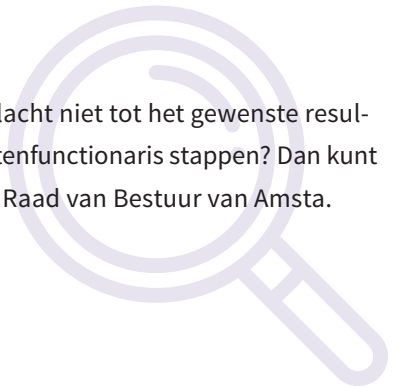 lacht niet tot het gewenste resul-
tenfunctionaris stappen? Dan kunt
Raad van Bestuur van Amsta.